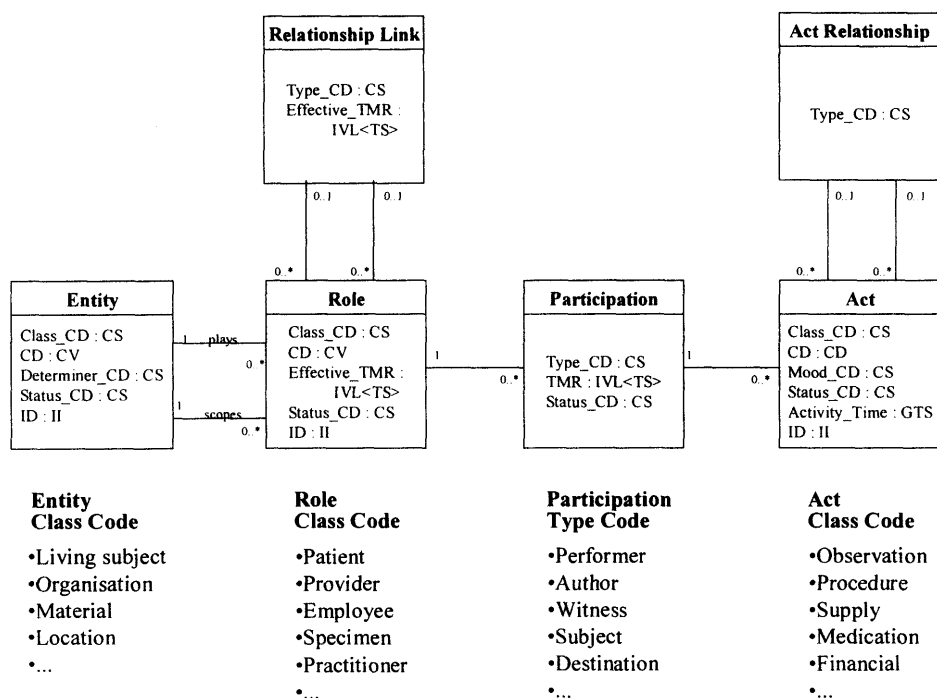 Relationship Link
Type_CD : CS
Effective_TMR :
IVL<TS>
Act Relationship
Type_CD : CS
0..1
0..1
0..1
0..1
0..*
0..*
0..*
0..*
Entity
Class_CD : CS
CD : CV
Determiner_CD : CS
Status_CD : CS
ID : II
1
plays
0..*
1
scopes
0..*
Role
Class_CD : CS
CD : CV
Effective_TMR :
IVL<TS>
Status_CD : CS
ID : II
1
0..*
Participation
Type_CD : CS
TMR : IVL<TS>
Status_CD : CS
1
0..*
Act
Class_CD : CS
CD : CD
Mood_CD : CS
Status_CD : CS
Activity_Time : GTS
ID : II
Entity
Class Code
•Living subject
•Organisation
•Material
•Location
•...
Role
Class Code
•Patient
•Provider
•Employee
•Specimen
•Practitioner
•...
Participation
Type Code
•Performer
•Author
•Witness
•Subject
•Destination
•...
Act
Class Code
•Observation
•Procedure
•Supply
•Medication
•Financial
•...